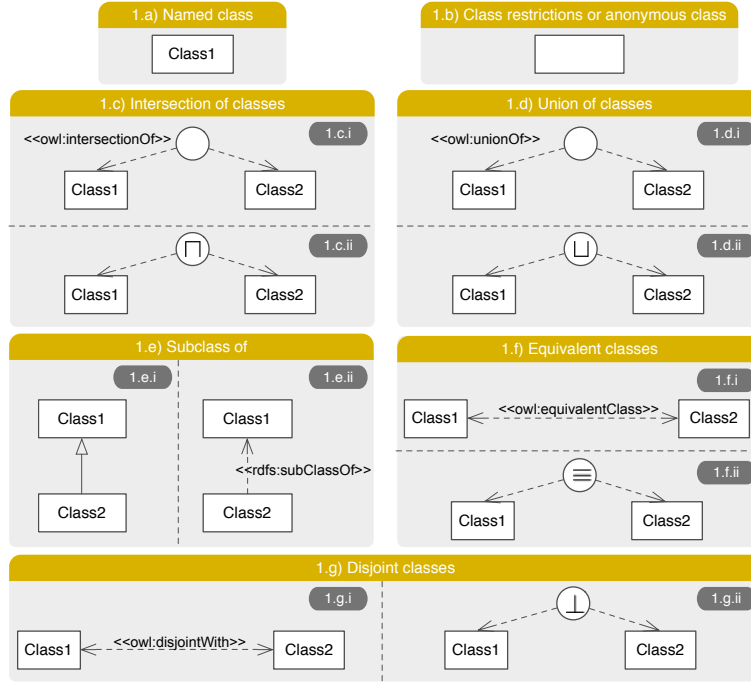 1.a) Named class
Class1
1.b) Class restrictions or anonymous class
1.c) Intersection of classes
1.c.i
<<owl:intersectionOf>>
Class1
Class2
1.c.ii
⊓
Class1
Class2
1.d) Union of classes
1.d.i
<<owl:unionOf>>
Class1
Class2
1.d.ii
⊔
Class1
Class2
1.e) Subclass of
1.e.i
Class1
Class2
1.e.ii
Class1
<<rdfs:subClassOf>>
Class2
1.f) Equivalent classes
1.f.i
Class1
<<owl:equivalentClass>>
Class2
1.f.ii
≡
Class1
Class2
1.g) Disjoint classes
1.g.i
Class1
<<owl:disjointWith>>
Class2
1.g.ii
⊥
Class1
Class2